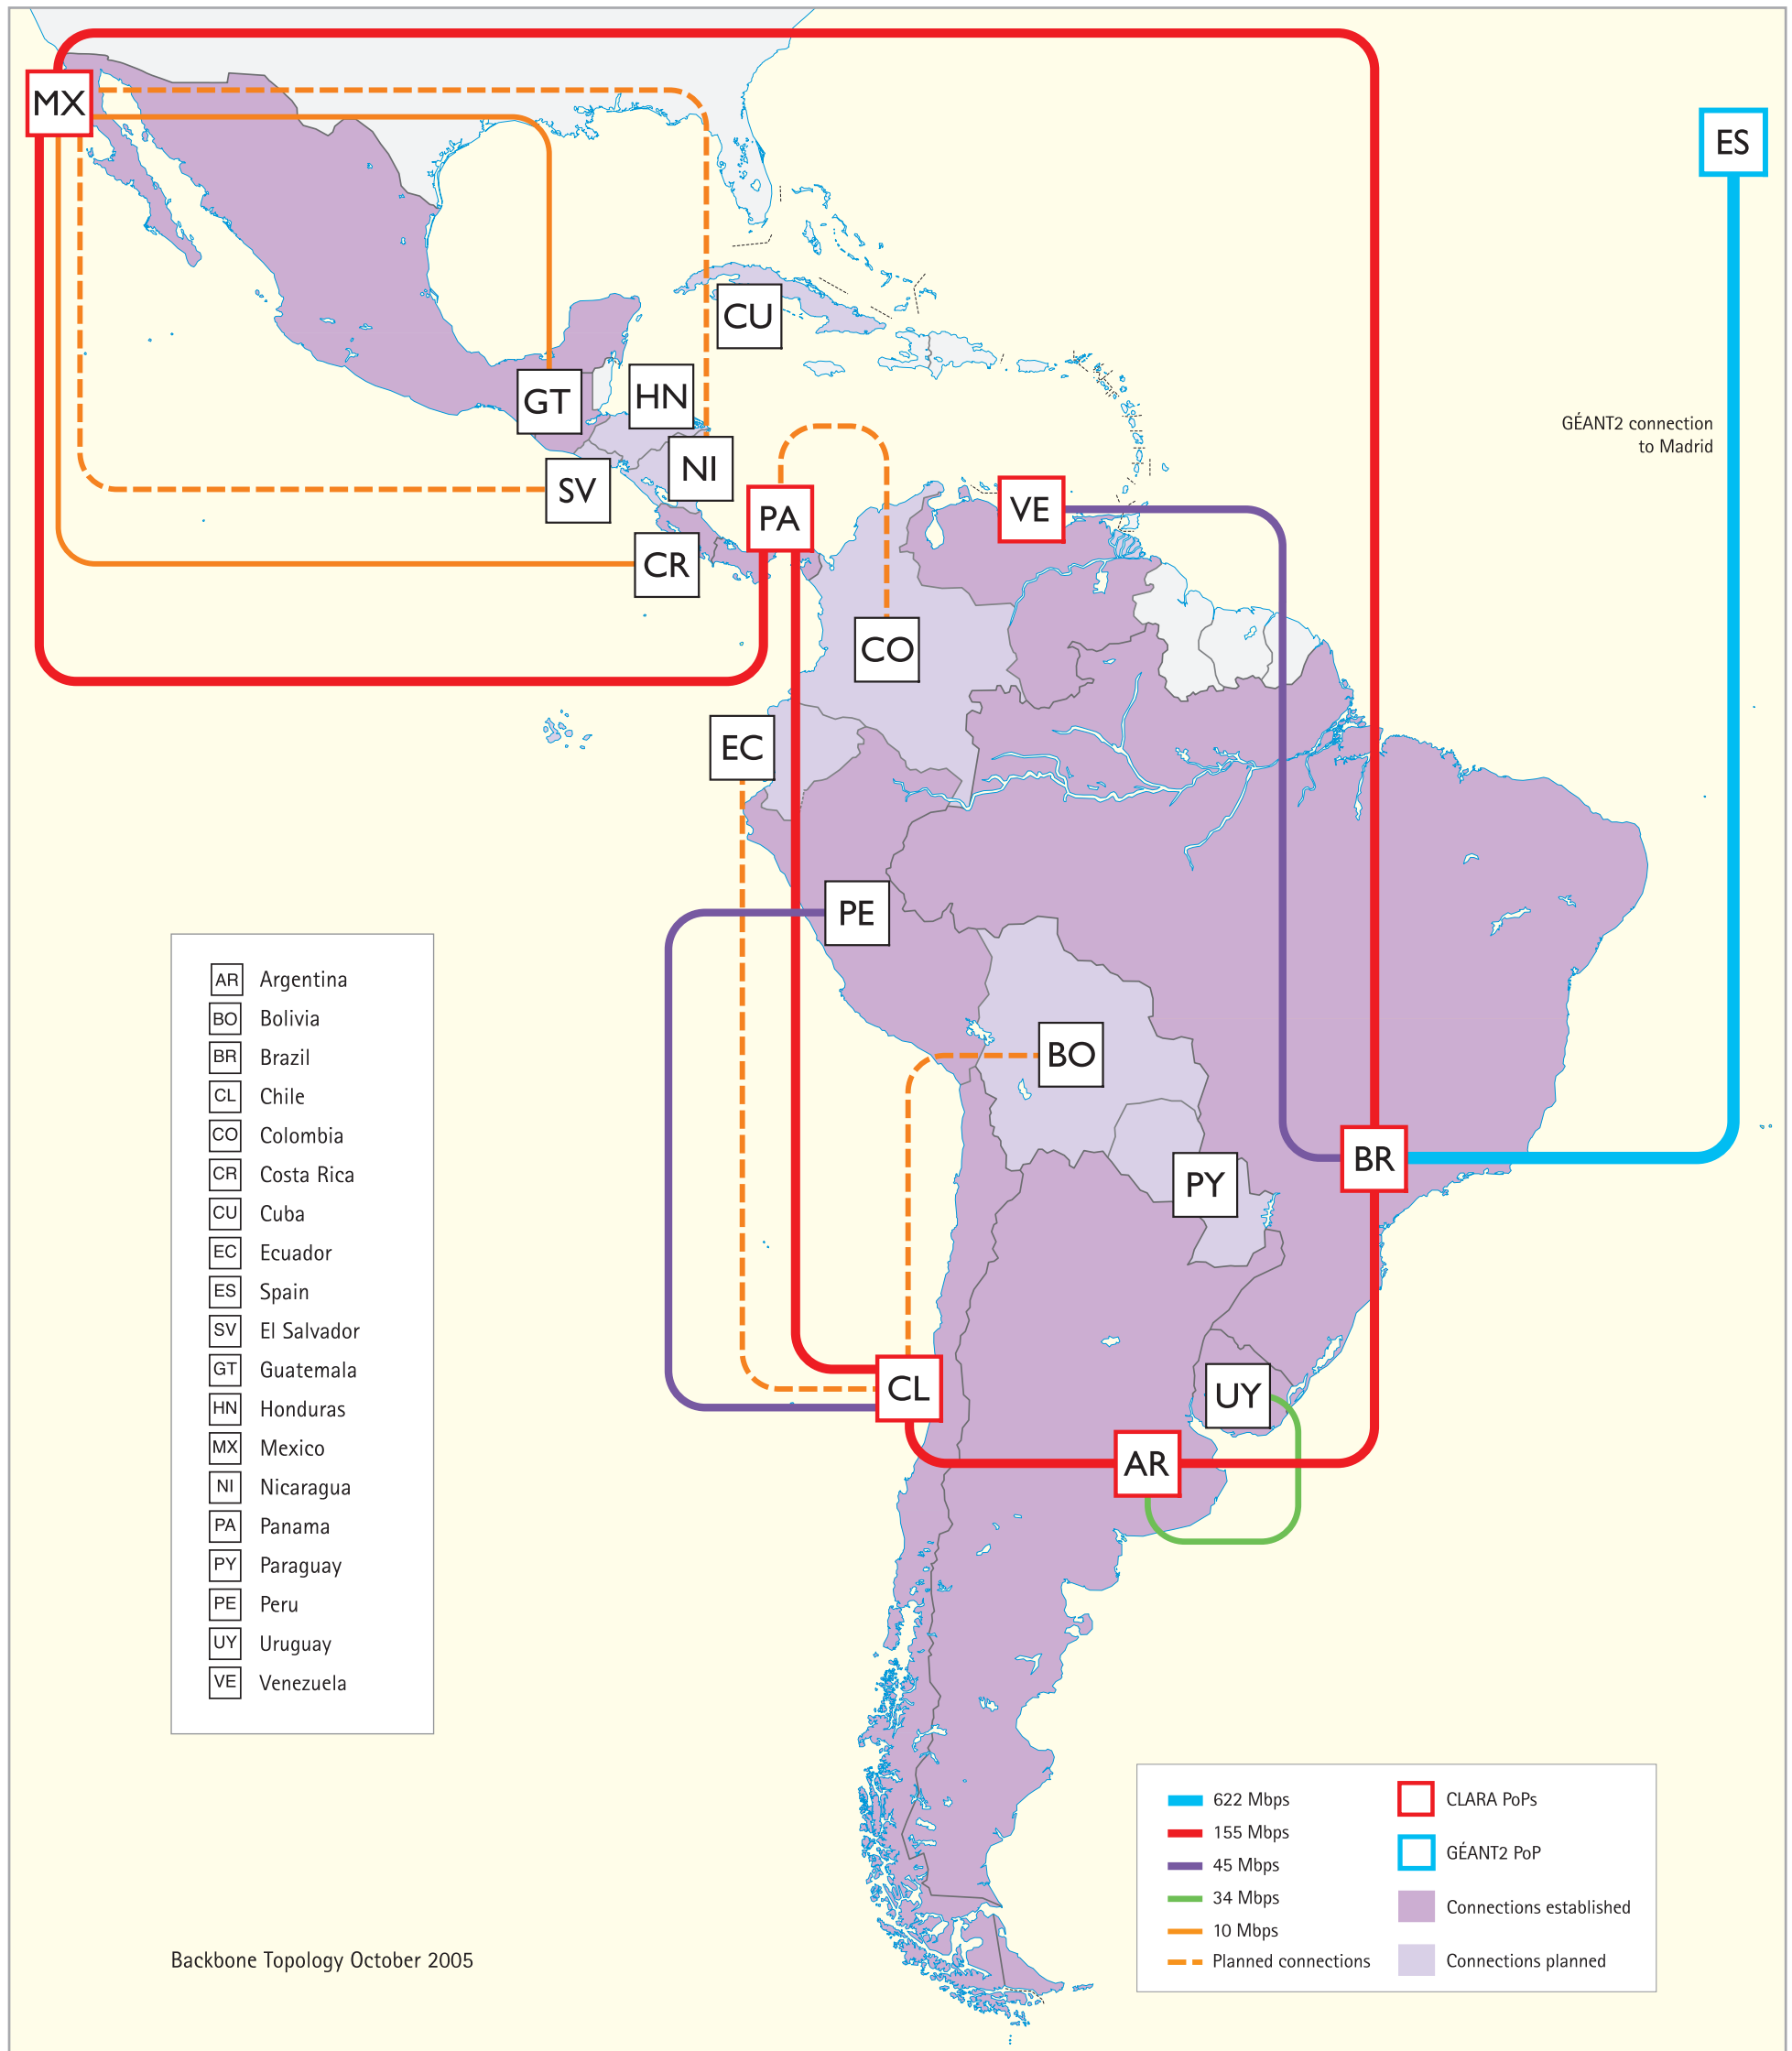 MX
ES
CU
GÉANT2 connection
to Madrid
HN
GT
NI
SV
VE
PA
CR
CO
EC
PE
BO
BR
PY
CL
UY
AR
AR Argentina
BO Bolivia
BR Brazil
CL Chile
CO Colombia
CR Costa Rica
CU Cuba
EC Ecuador
ES Spain
SV El Salvador
GT Guatemala
HN Honduras
MX Mexico
NI Nicaragua
PA Panama
PY Paraguay
PE Peru
UY Uruguay
VE Venezuela
622 Mbps
155 Mbps
45 Mbps
34 Mbps
10 Mbps
Planned connections
CLARA PoPs
GÉANT2 PoP
Connections established
Connections planned
Backbone Topology October 2005